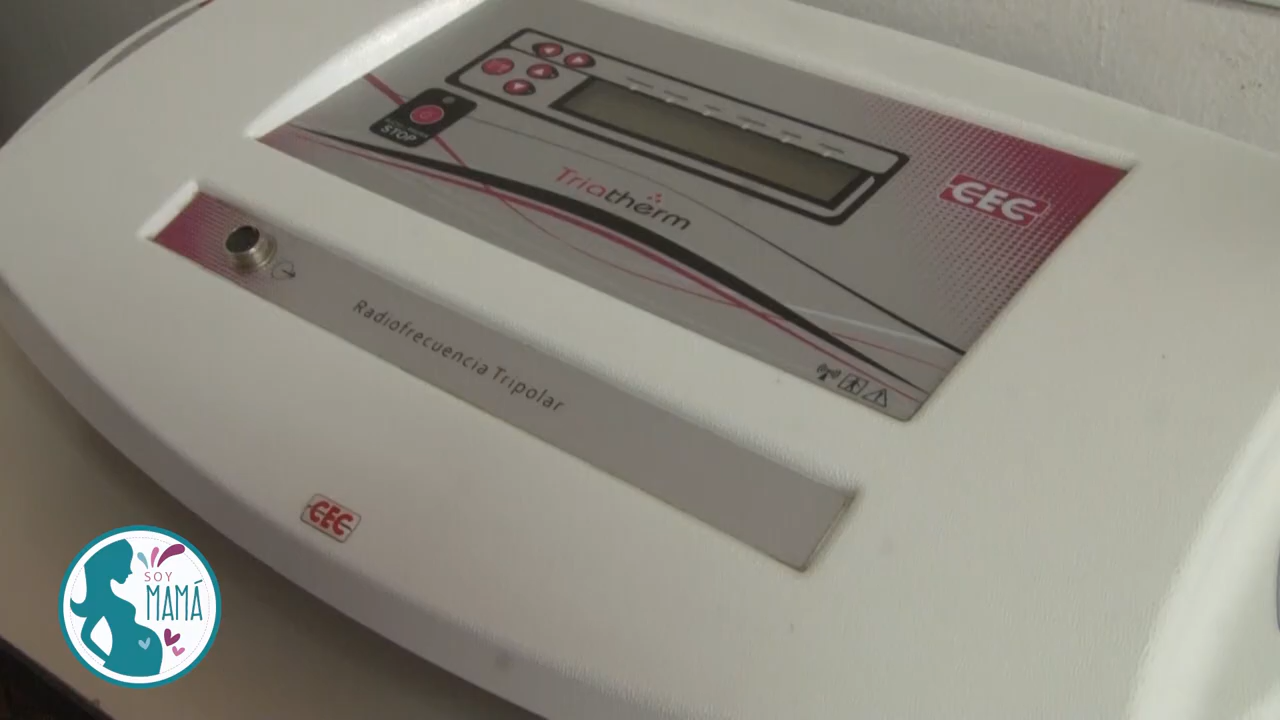 STOP
Triatherm
CEC
Radiofrecuencia Tripolar
CEC
SOY
MAMÁ